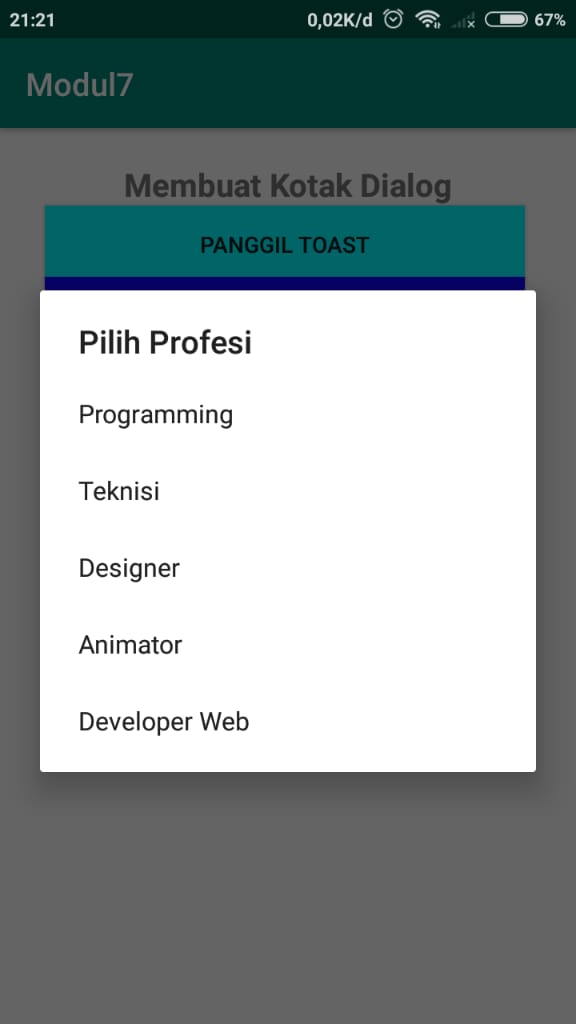 21:21 0,02K/d 67%
Modul7
Membuat Kotak Dialog
PANGGIL TOAST
Pilih Profesi
Programming
Teknisi
Designer
Animator
Developer Web